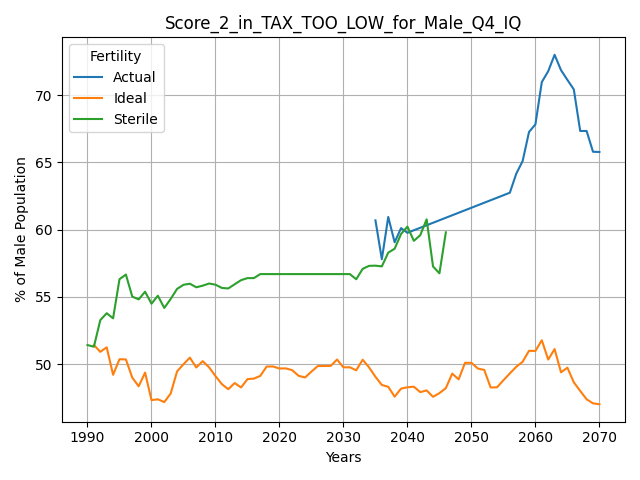 Score_2_in_TAX_TOO_LOW_for_Male_Q4_IQ
Fertility
Actual
Ideal
Sterile
% of Male Population
70
65
60
55
50
1990
2000
2010
2020
2030
2040
2050
2060
2070
Years